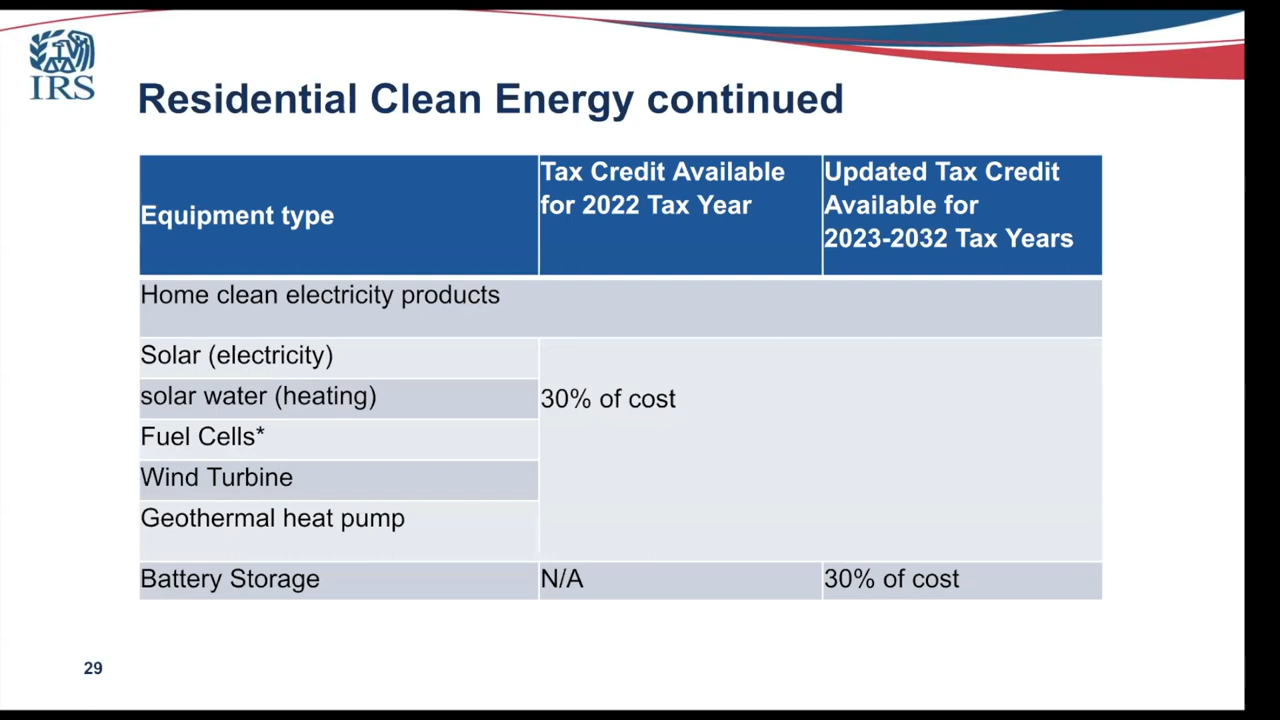 IRS
Residential Clean Energy continued
Equipment type
Tax Credit Available
for 2022 Tax Year
Updated Tax Credit
Available for
2023-2032 Tax Years
Home clean electricity products
Solar (electricity)
solar water (heating)
Fuel Cells*
Wind Turbine
Geothermal heat pump
30% of cost
Battery Storage
N/A
30% of cost
29